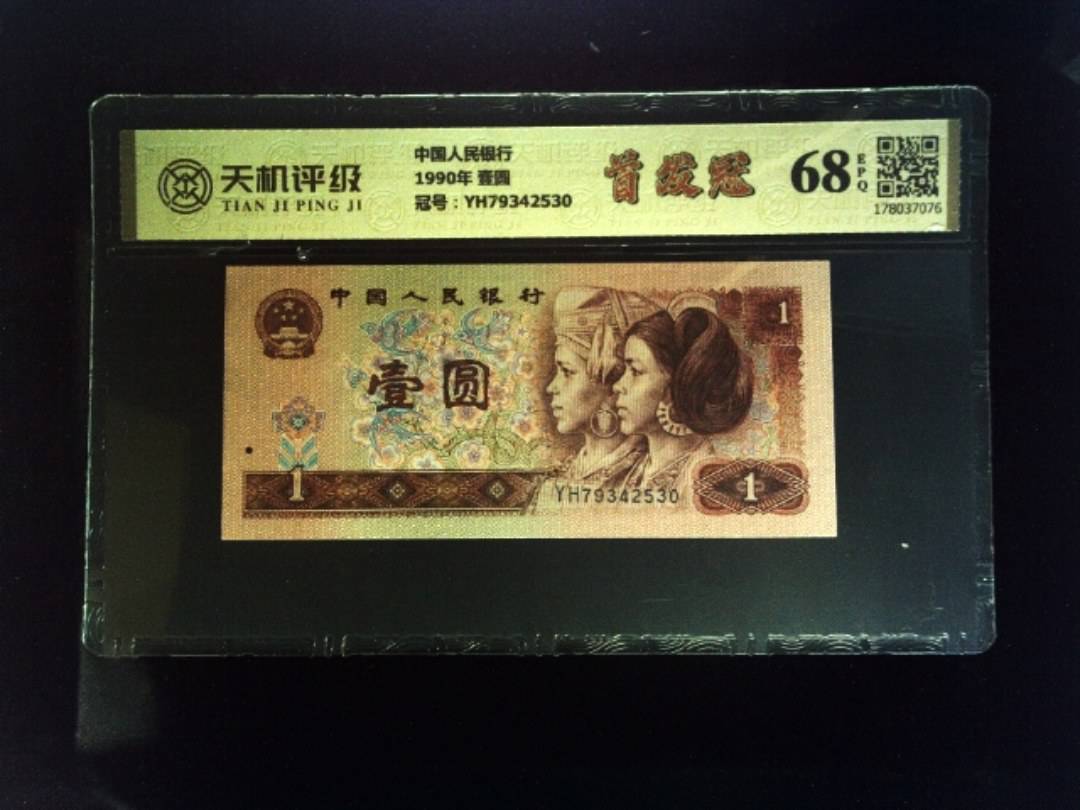 天机评级
TIAN JI PING JI
中国人民银行
1990年 壹圆
冠号：YH79342530
首发冠
68
EPQ
178037076
中国人民银行
1
壹圆
1
YH79342530
1